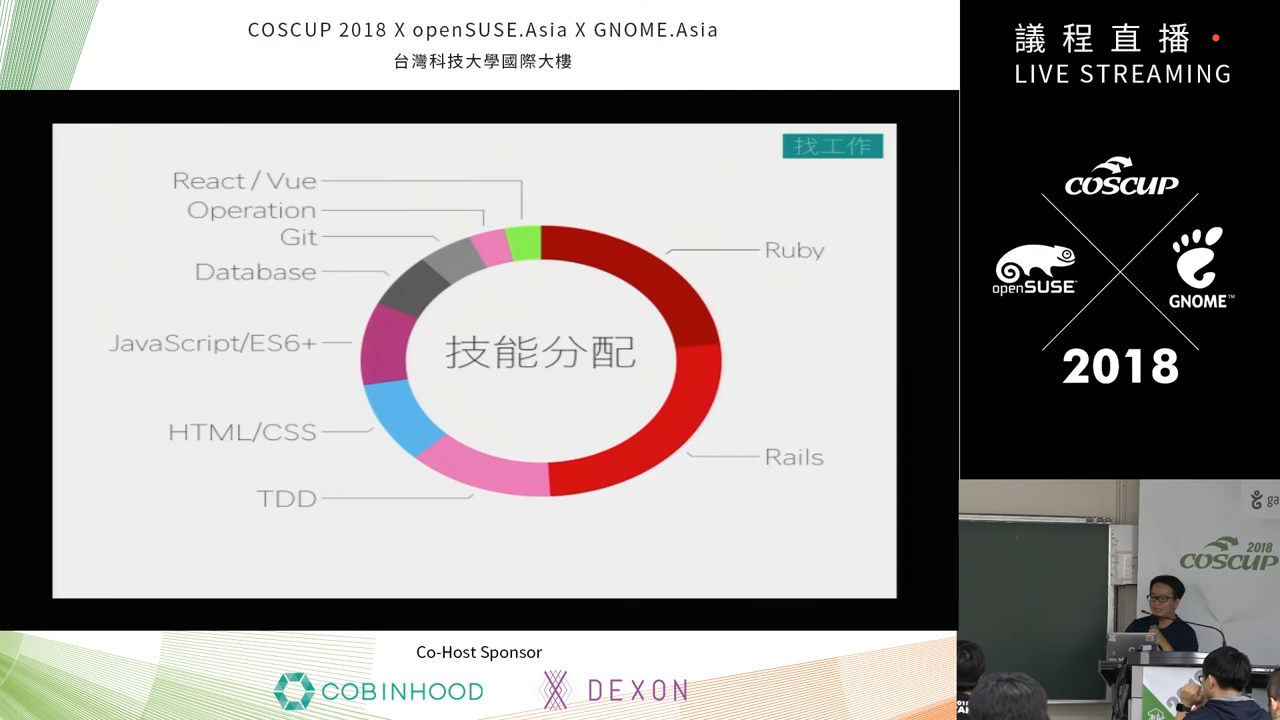 COSCUP 2018 X openSUSE.Asia X GNOME.Asia
台灣科技大學國際大樓
議程直播
LIVE STREAMING
找工作
React / Vue
Operation
Git
Database
JavaScript/ES6+
HTML/CSS
TDD
Ruby
Rails
技能分配
COSCUP
openSUSE
GNOME™
2018
2018
COSCUP
Co-Host Sponsor
COBINHOOD
DEXON